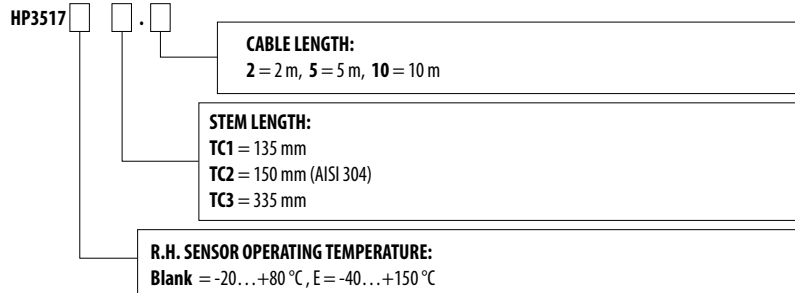 HP3517 .
CABLE LENGTH:
2 = 2 m, 5 = 5 m, 10 = 10 m
STEM LENGTH:
TC1 = 135 mm
TC2 = 150 mm (AISI 304)
TC3 = 335 mm
R.H. SENSOR OPERATING TEMPERATURE:
Blank = -20…+80 °C , E = -40…+150 °C